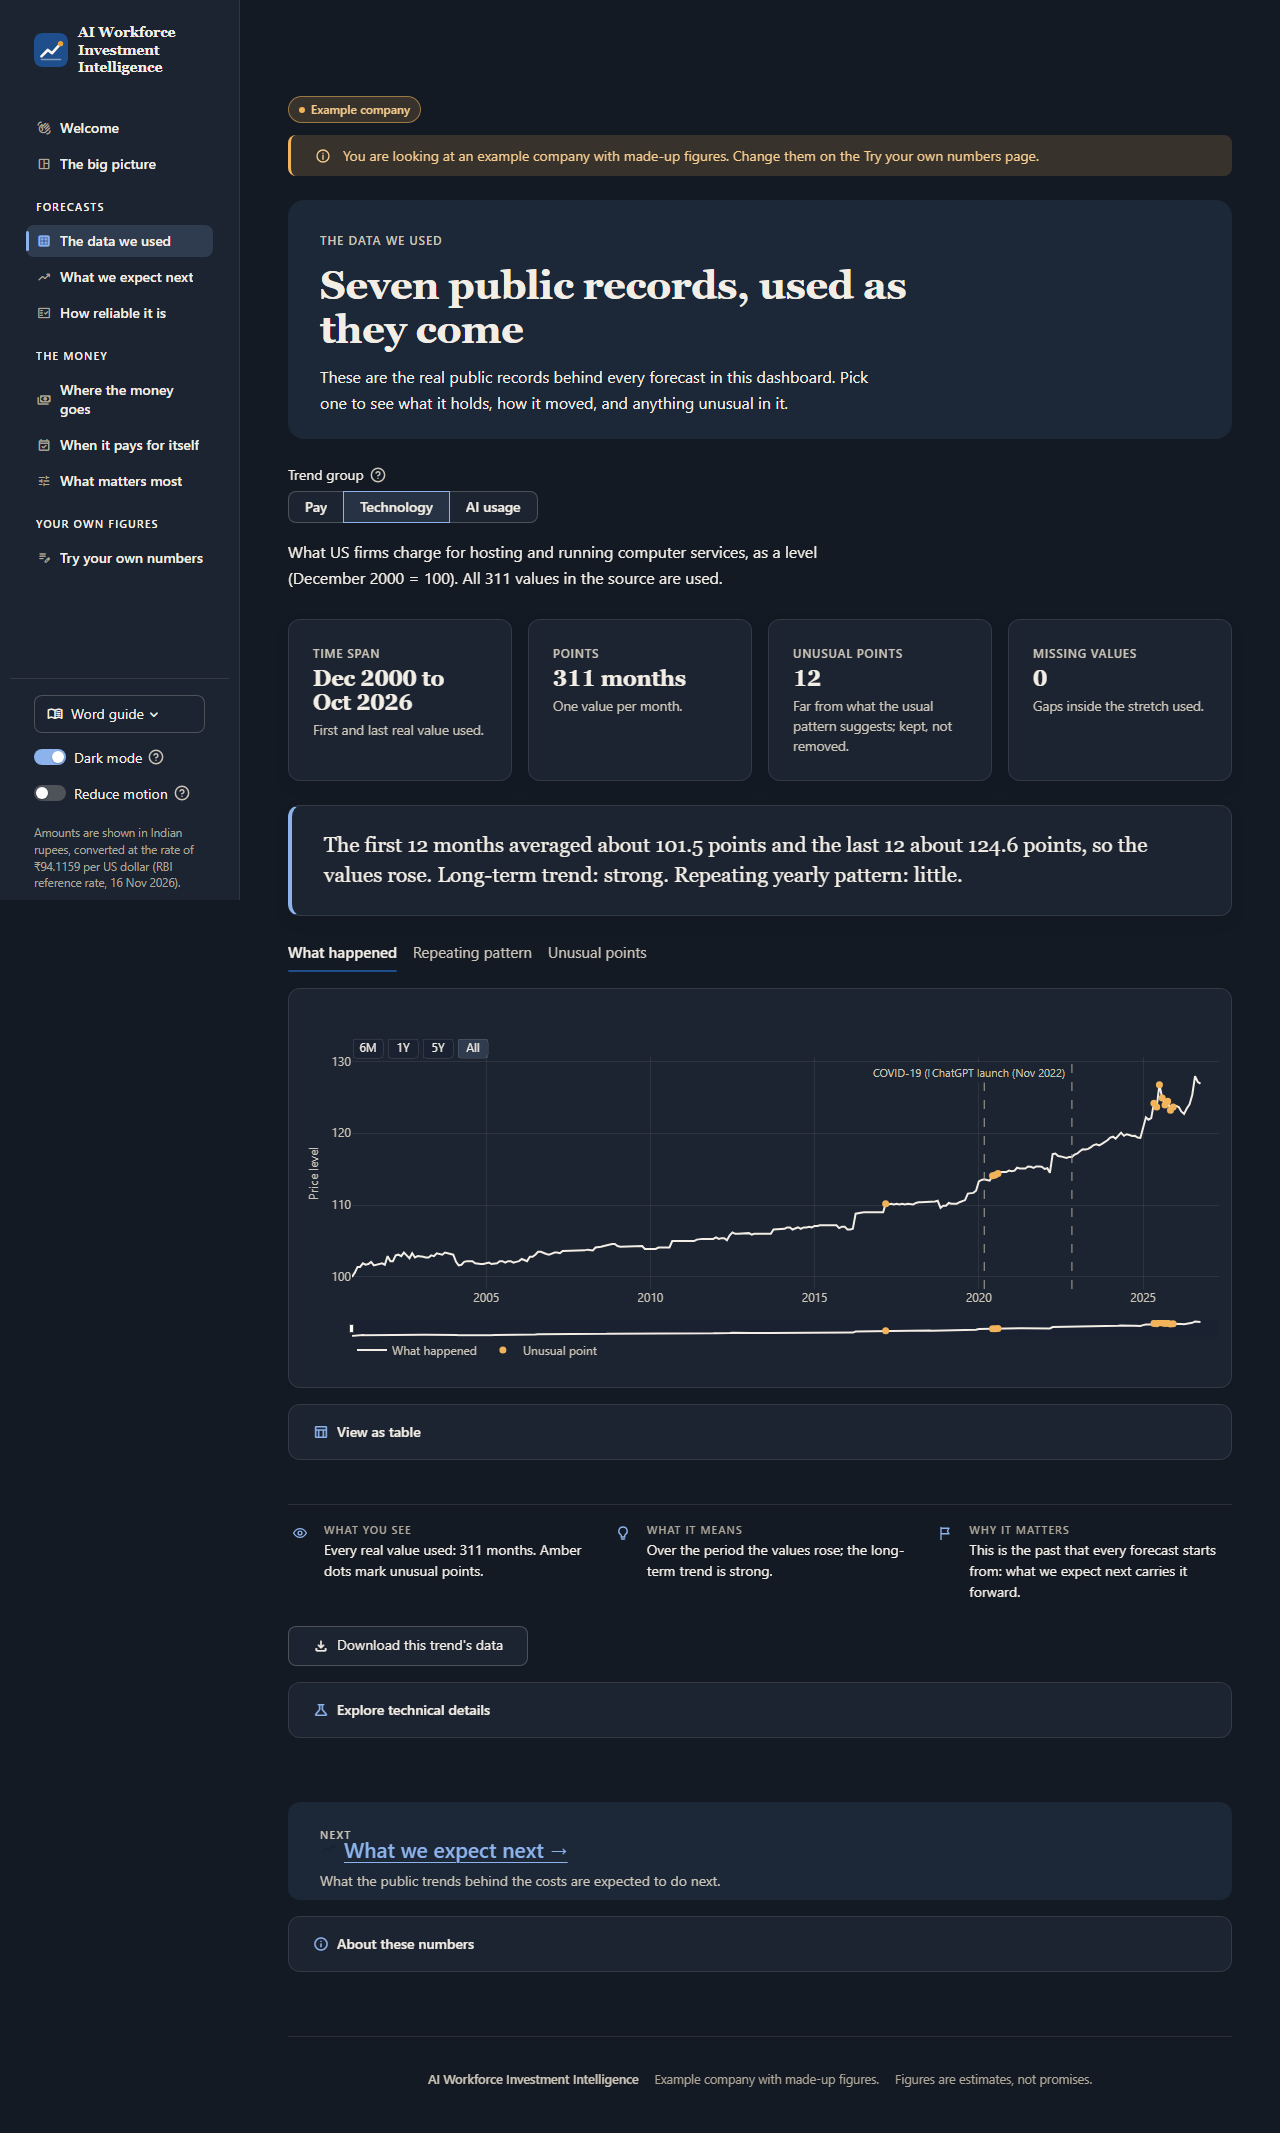 AI Workforce
Investment
Intelligence
Welcome
The big picture
FORECASTS
The data we used
What we expect next
How reliable it is
THE MONEY
Where the money
goes
When it pays for itself
What matters most
YOUR OWN FIGURES
Try your own numbers
Word guide
Dark mode
Reduce motion
Amounts are shown in Indian
rupees, converted at the rate of
₹94.1159 per US dollar (RBI
reference rate, 16 Nov 2026).
Example company
You are looking at an example company with made-up figures. Change them on the Try your own numbers page.
THE DATA WE USED
Seven public records, used as
they come
These are the real public records behind every forecast in this dashboard. Pick
one to see what it holds, how it moved, and anything unusual in it.
Trend group
Pay Technology AI usage
What US firms charge for hosting and running computer services, as a level
(December 2000 = 100). All 311 values in the source are used.
TIME SPAN
Dec 2000 to
Oct 2026
First and last real value used.
POINTS
311 months
One value per month.
UNUSUAL POINTS
12
Far from what the usual
pattern suggests; kept, not
removed.
MISSING VALUES
0
Gaps inside the stretch used.
The first 12 months averaged about 101.5 points and the last 12 about 124.6 points, so the
values rose. Long-term trend: strong. Repeating yearly pattern: little.
What happened Repeating pattern Unusual points
6M 1Y 5Y All
130
120
110
100
Price level
COVID-19 ( ChatGPT launch (Nov 2022)
2005 2010 2015 2020 2025
What happened Unusual point
View as table
WHAT YOU SEE
Every real value used: 311 months. Amber
dots mark unusual points.
WHAT IT MEANS
Over the period the values rose; the long-
term trend is strong.
WHY IT MATTERS
This is the past that every forecast starts
from: what we expect next carries it
forward.
Download this trend's data
Explore technical details
NEXT
What we expect next →
What the public trends behind the costs are expected to do next.
About these numbers
AI Workforce Investment Intelligence Example company with made-up figures. Figures are estimates, not promises.